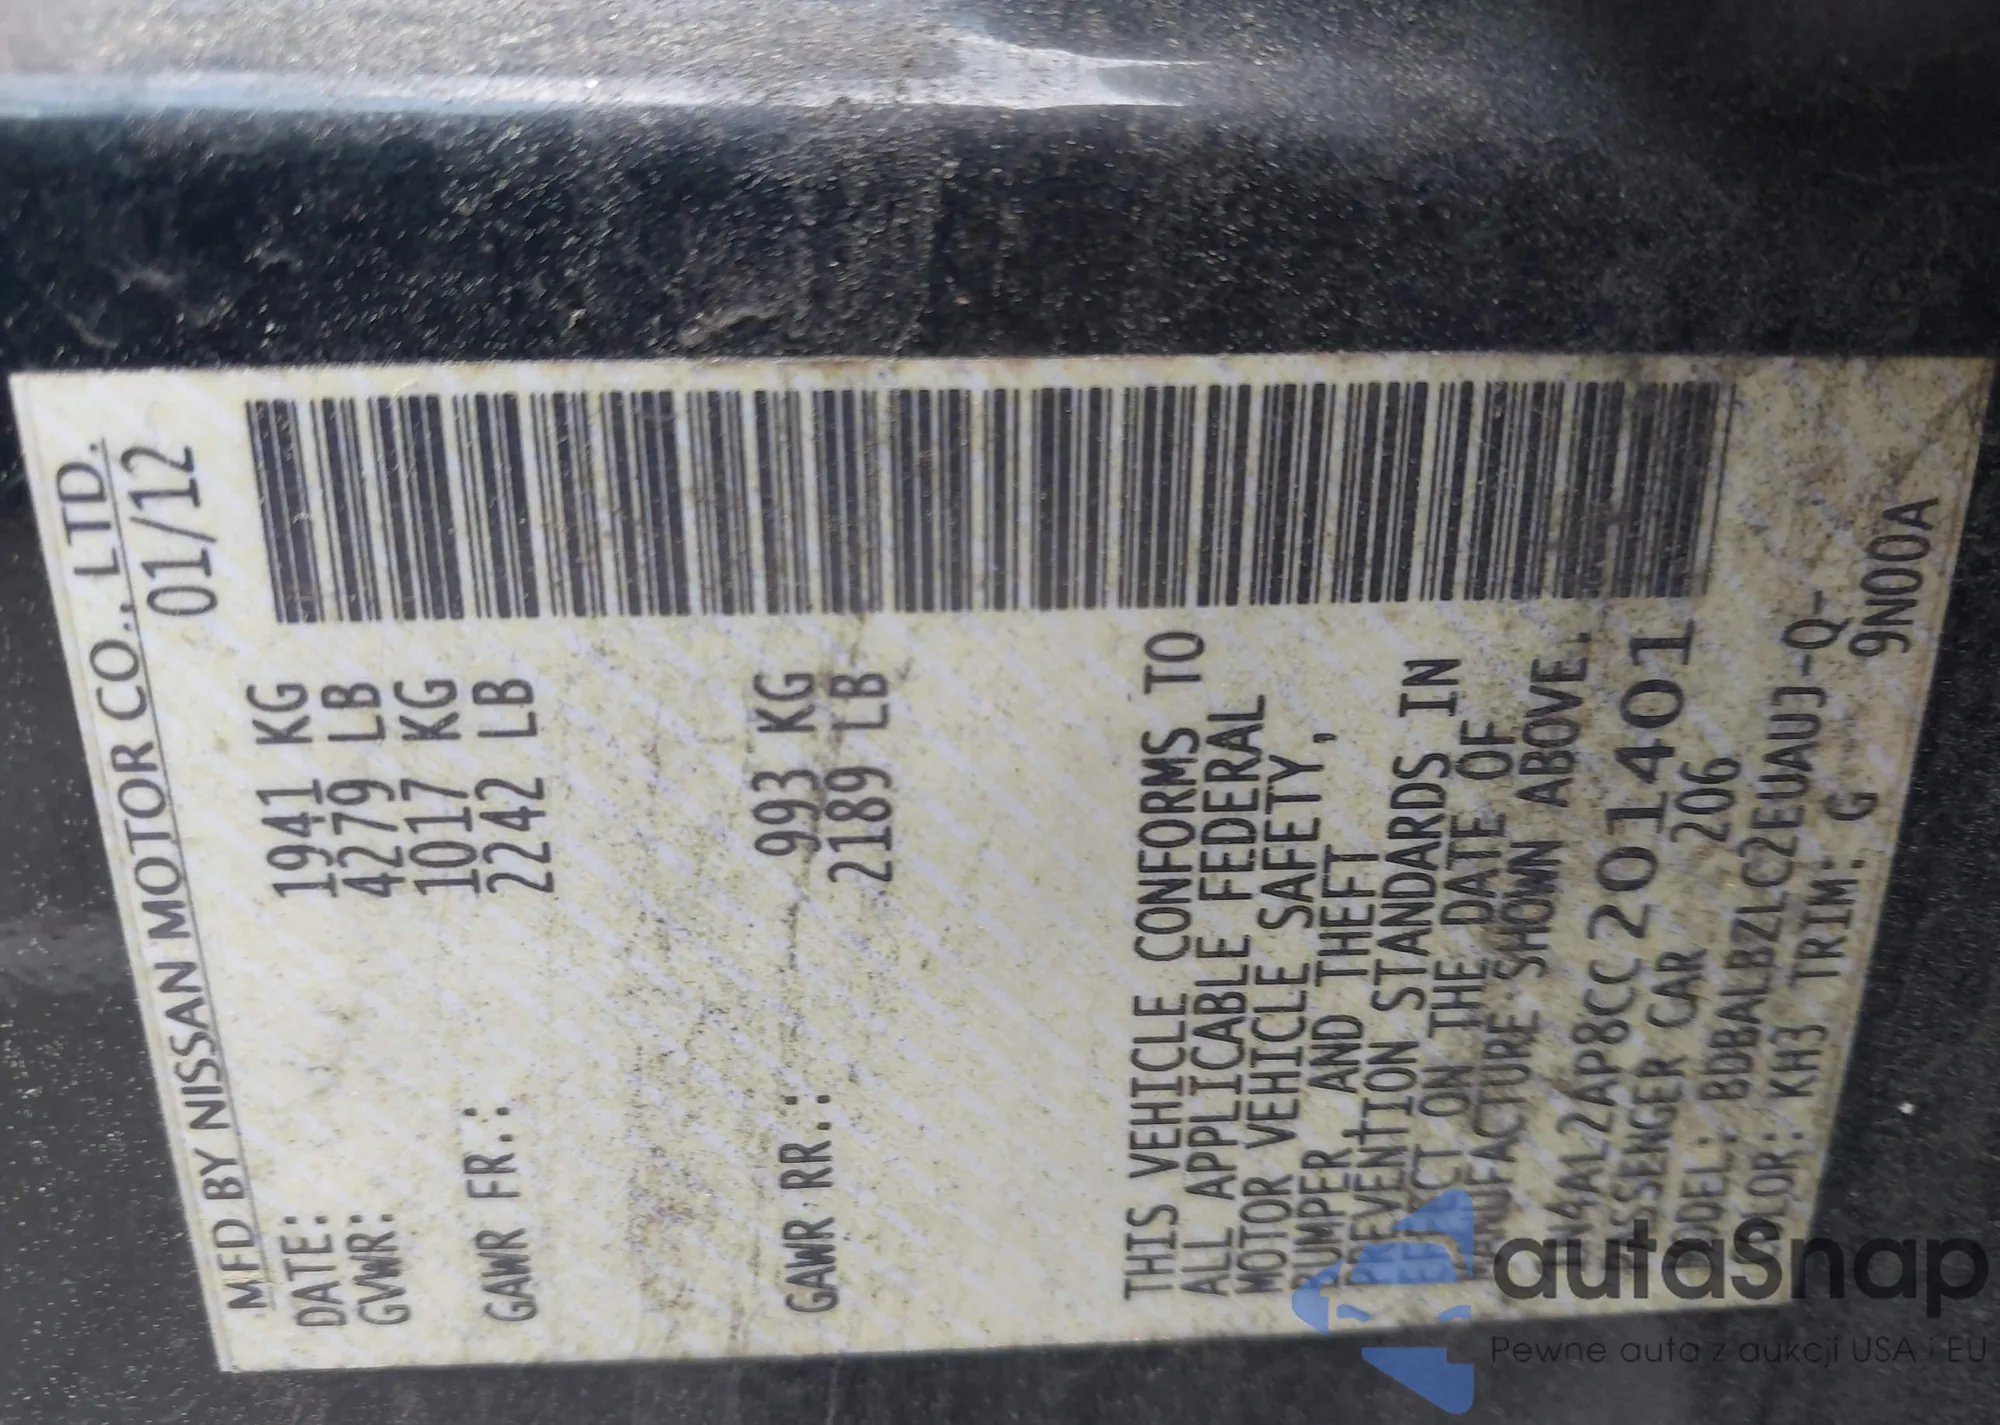 MFD BY NISSAN MOTOR CO., LTD.
DATE: 01/12
GVWR: 1941 KG
4279 LB
GAWR FR.: 1017 KG
2242 LB
GAWR RR.: 993 KG
2189 LB
THIS VEHICLE CONFORMS TO
ALL APPLICABLE FEDERAL
MOTOR VEHICLE SAFETY,
BUMPER AND THEFT
PREVENTION STANDARDS IN
EFFECT ON THE DATE OF
MANUFACTURE SHOWN ABOVE.
1N4AL2AP8CC201401
PASSENGER CAR 206
MODEL: BDBALBZLC2EUAUJ-Q-
COLOR: KH3 TRIM: G 9N00A
autaSnap
Pewne auta z aukcji USA i EU